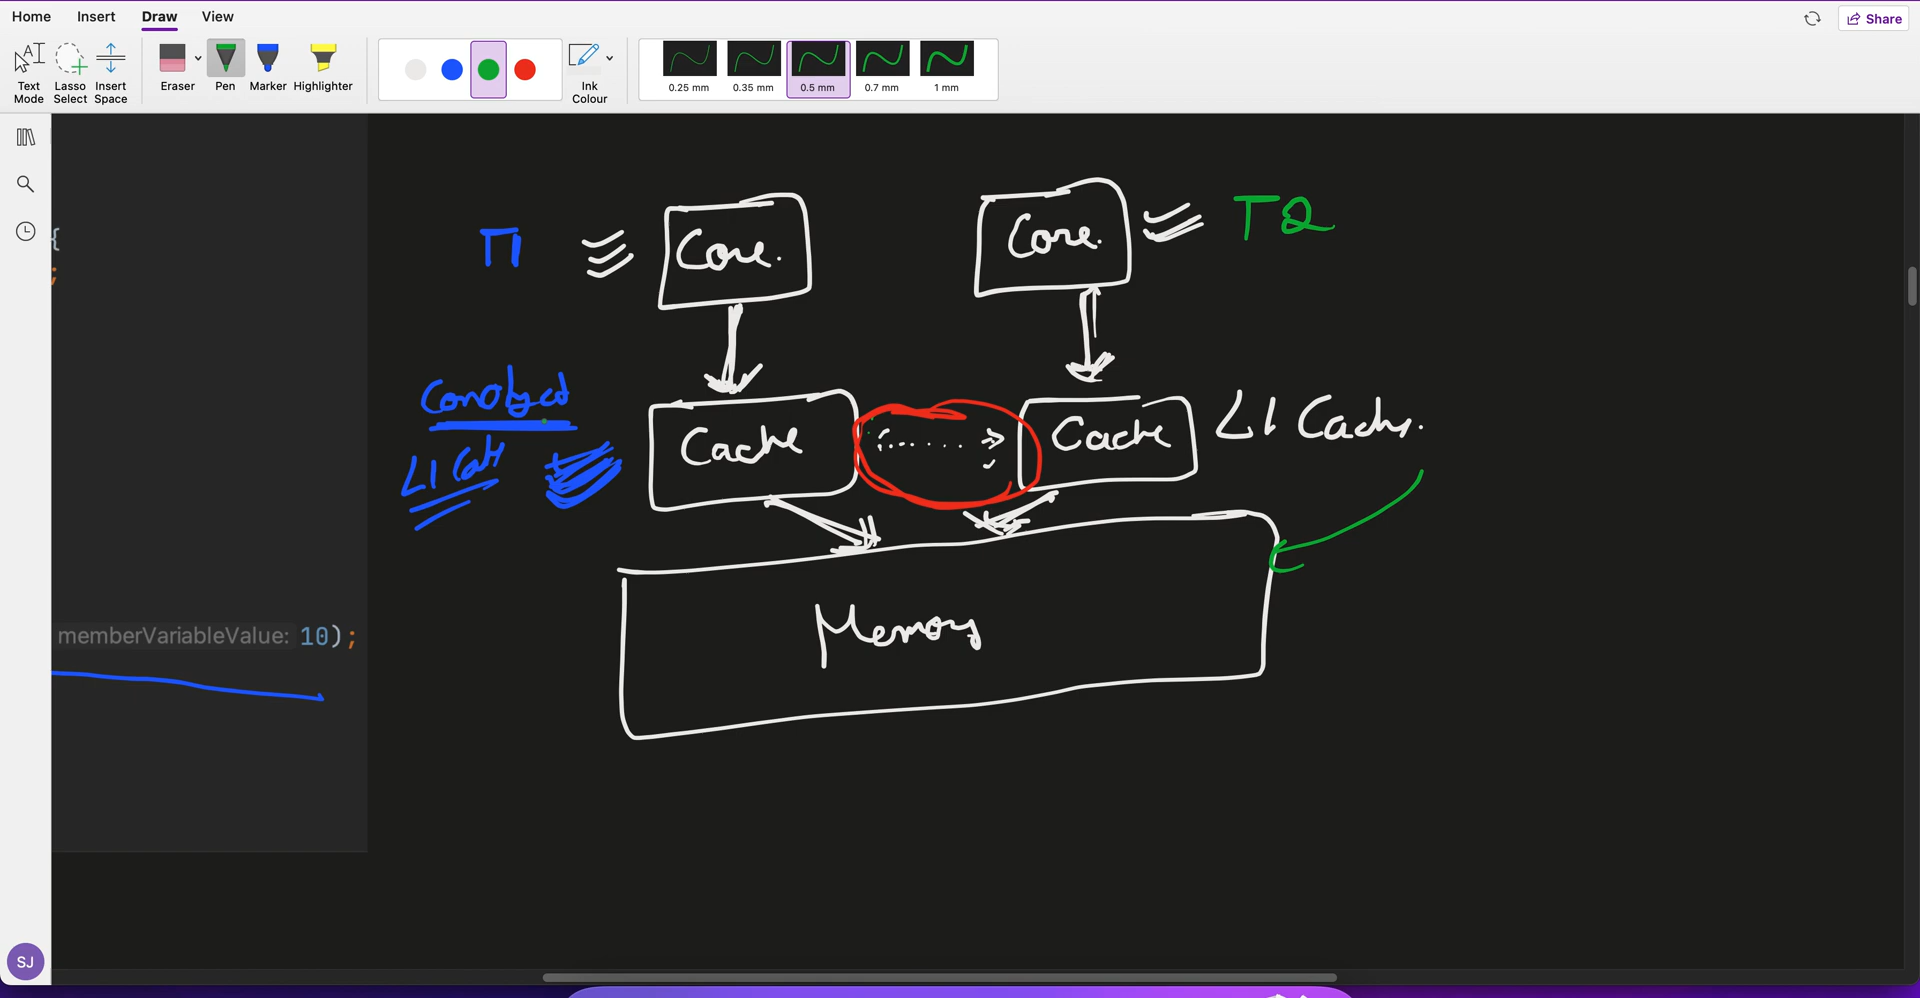 Home Insert Draw View
Share
Text Mode
Lasso Select
Insert Space
Eraser
Pen
Marker
Highlighter
Ink Colour
0.25 mm
0.35 mm
0.5 mm
0.7 mm
1 mm
{
;
T1
Core.
Core.
T2
L1
Cache
Cache
L1
memberVariableValue: 10);
Memory
SJ